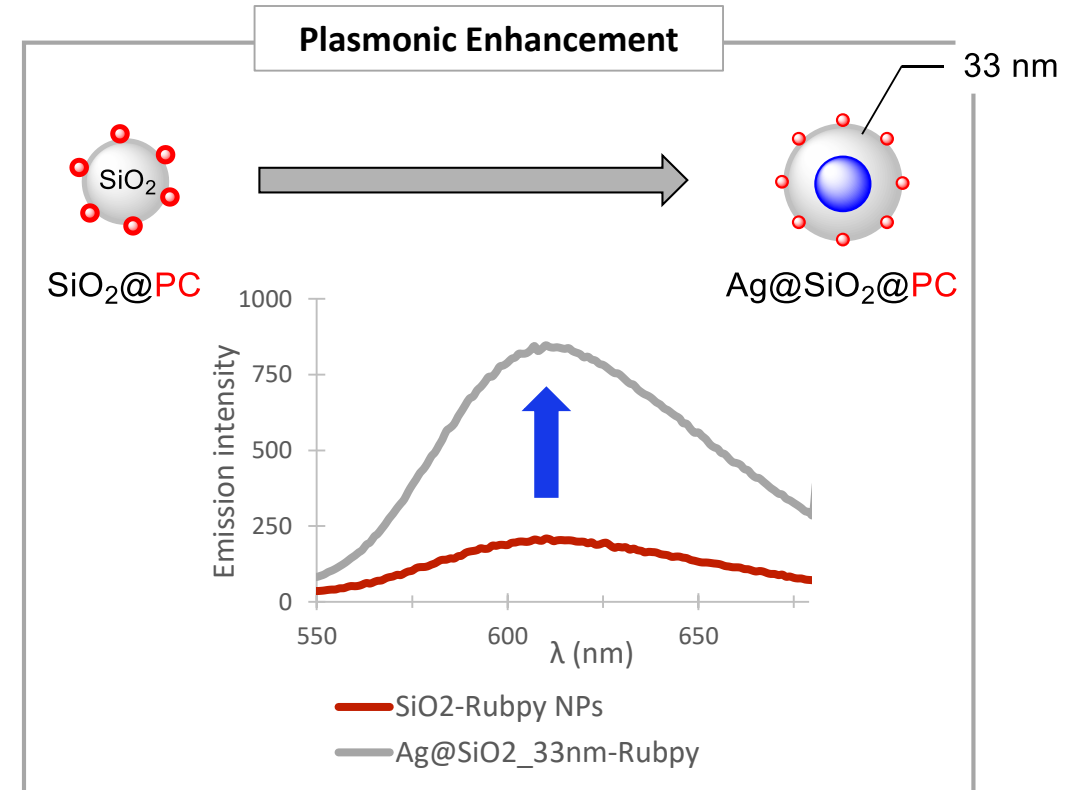 Plasmonic Enhancement
33 nm
SiO₂
SiO₂@PC
Ag@SiO₂@PC
1000
750
500
250
0
Emission intensity
550
600
650
λ (nm)
SiO2-Rubpy NPs
Ag@SiO2_33nm-Rubpy